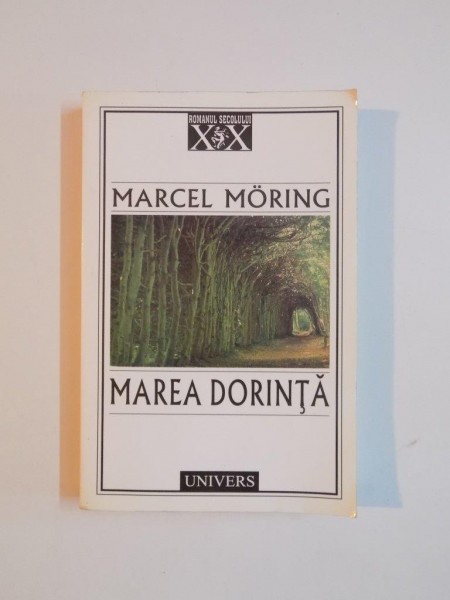 ROMANUL SECOLULUI
XX
MARCEL MÖRING
MAREA DORINŢĂ
UNIVERS